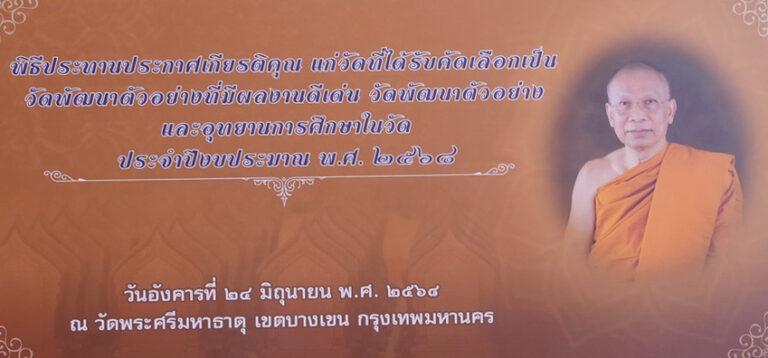 พิธีประทานประกาศเกียรติคุณ แก่วัดที่ได้รับคัดเลือกเป็น
วัดพัฒนาตัวอย่างที่มีผลงานดีเด่น วัดพัฒนาตัวอย่าง
และอุทยานการศึกษาในวัด
ประจำปีงบประมาณ พ.ศ. ๒๕๖๘
วันอังคารที่ ๒๔ มิถุนายน พ.ศ. ๒๕๖๘
ณ วัดพระศรีมหาธาตุ เขตบางเขน กรุงเทพมหานคร